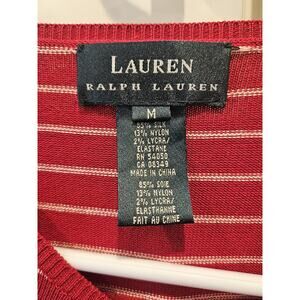 LAUREN
RALPH LAUREN
M
85% SILK
13% NYLON
2% LYCRA/
ELASTANE
RN 54050
CA 08349
MADE IN CHINA
85% SOIE
13% NYLON
2% LYCRA/
ELASTHANNE
FAIT AU CHINE